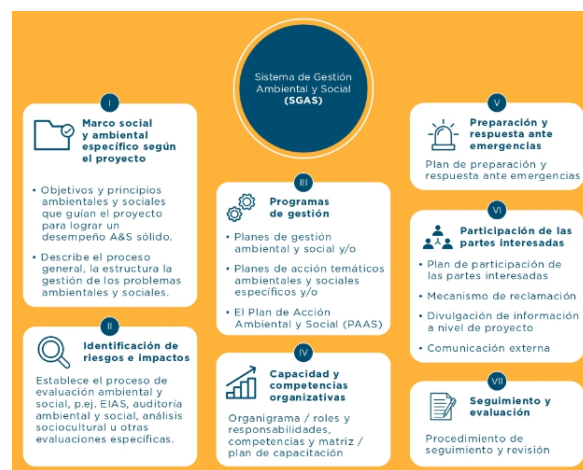 Sistema de Gestión
Ambiental y Social
(SGAS)
I
Marco social
y ambiental
específico según
el proyecto
• Objetivos y principios
ambientales y sociales
que guían el proyecto
para lograr un
desempeño A&S sólido.
• Describe el proceso
general, la estructura la
gestión de los problemas
ambientales y sociales.
II
Identificación de
riesgos e impactos
Establece el proceso de
evaluación ambiental y
social, p.ej. EIAS, auditoría
ambiental y social, análisis
sociocultural u otras
evaluaciones específicas.
III
Programas
de gestión
• Planes de gestión
ambiental y social y/o
• Planes de acción temáticos
ambientales y sociales
específicos y/o
• El Plan de Acción
Ambiental y Social (PAAS)
IV
Capacidad y
competencias
organizativas
Organigrama / roles y
responsabilidades,
competencias y matriz /
plan de capacitación
V
Preparación y
respuesta ante
emergencias
Plan de preparación y
respuesta ante emergencias
VI
Participación de las
partes interesadas
• Plan de participación de
las partes interesadas
• Mecanismo de reclamación
• Divulgación de información
a nivel de proyecto
• Comunicación externa
VII
Seguimiento y
evaluación
Procedimiento de
seguimiento y revisión